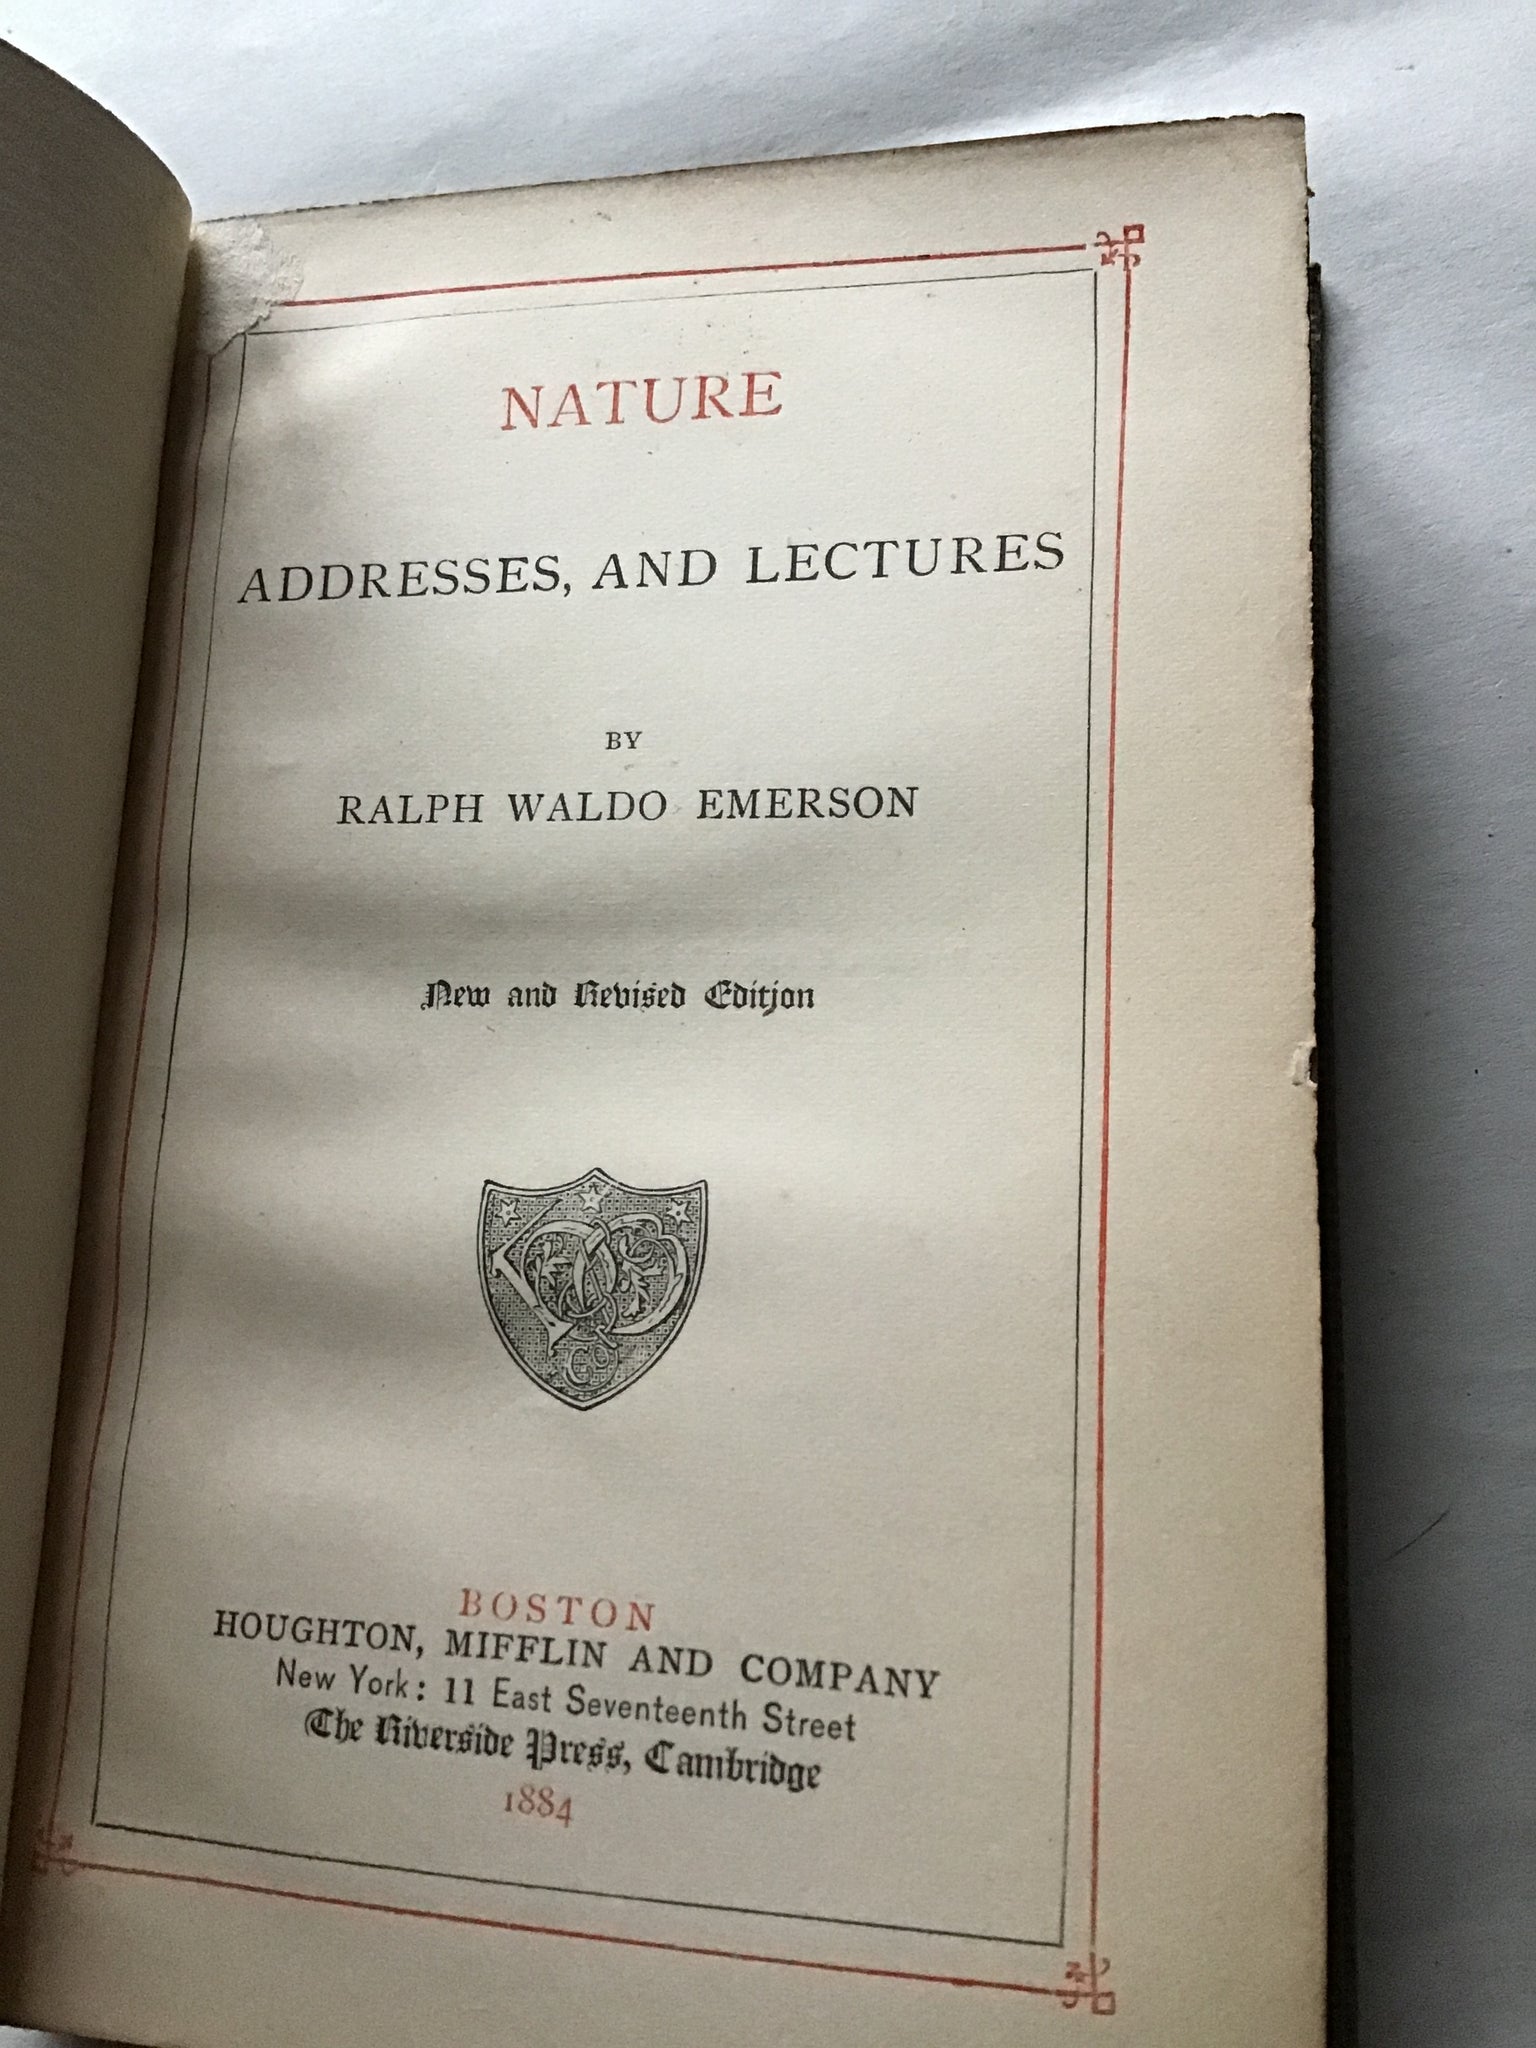 NATURE
ADDRESSES, AND LECTURES
BY
RALPH WALDO EMERSON
New and Revised Edition
Co
BOSTON
HOUGHTON, MIFFLIN AND COMPANY
New York: 11 East Seventeenth Street
The Riverside Press, Cambridge
1884